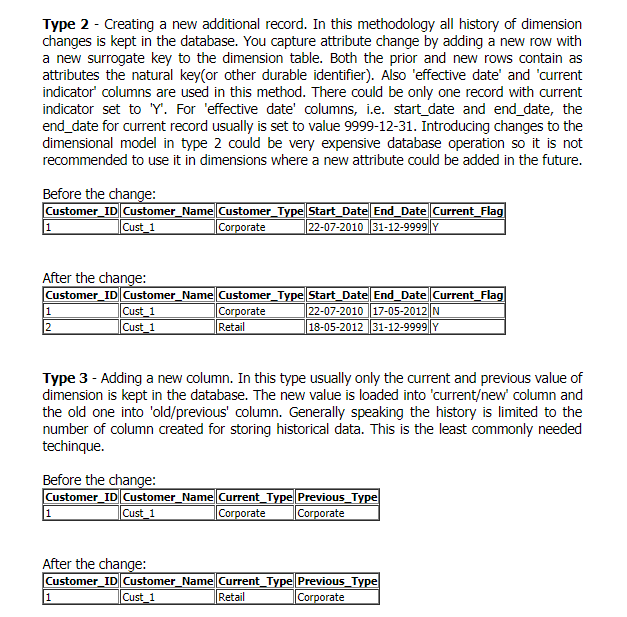 Type 2 - Creating a new additional record. In this methodology all history of dimension
changes is kept in the database. You capture attribute change by adding a new row with
a new surrogate key to the dimension table. Both the prior and new rows contain as
attributes the natural key(or other durable identifier). Also 'effective date' and 'current
indicator' columns are used in this method. There could be only one record with current
indicator set to 'Y'. For 'effective date' columns, i.e. start_date and end_date, the
end_date for current record usually is set to value 9999-12-31. Introducing changes to the
dimensional model in type 2 could be very expensive database operation so it is not
recommended to use it in dimensions where a new attribute could be added in the future.
Before the change:
Customer_ID Customer_Name Customer_Type Start_Date End_Date Current_Flag
1 Cust_1 Corporate 22-07-2010 31-12-9999 Y
After the change:
Customer_ID Customer_Name Customer_Type Start_Date End_Date Current_Flag
1 Cust_1 Corporate 22-07-2010 17-05-2012 N
2 Cust_1 Retail 18-05-2012 31-12-9999 Y
Type 3 - Adding a new column. In this type usually only the current and previous value of
dimension is kept in the database. The new value is loaded into 'current/new' column and
the old one into 'old/previous' column. Generally speaking the history is limited to the
number of column created for storing historical data. This is the least commonly needed
techinque.
Before the change:
Customer_ID Customer_Name Current_Type Previous_Type
1 Cust_1 Corporate Corporate
After the change:
Customer_ID Customer_Name Current_Type Previous_Type
1 Cust_1 Retail Corporate